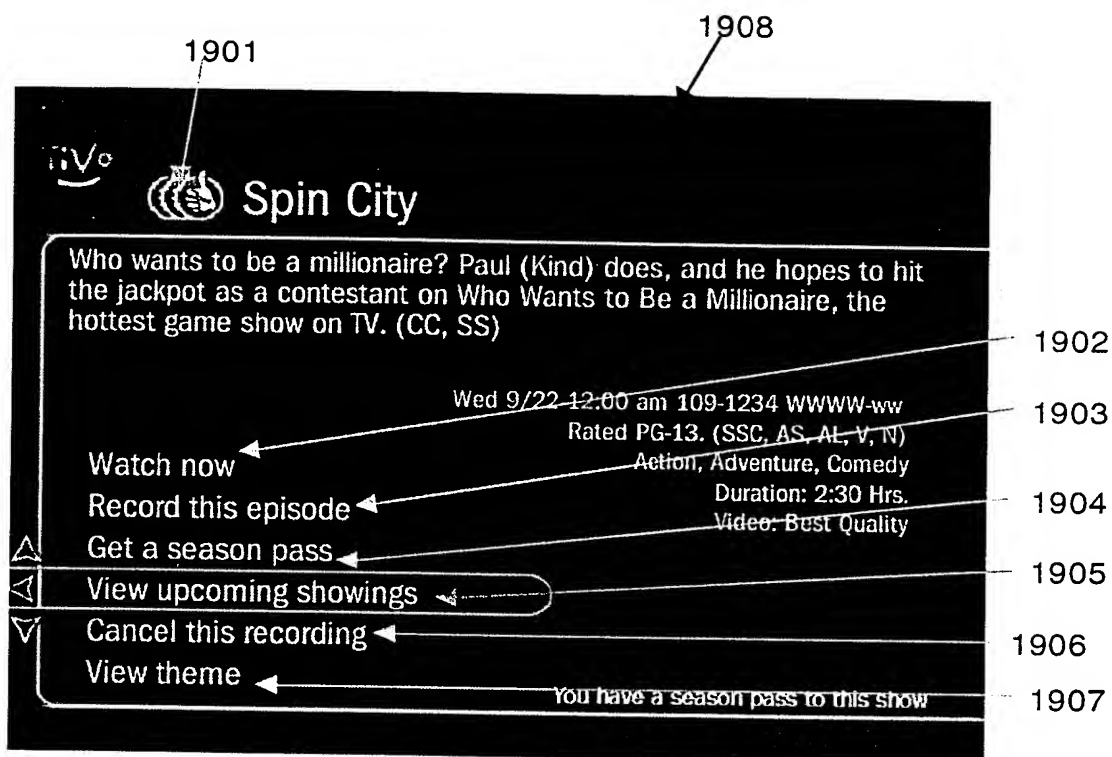 1901
1908
TiVo
Spin City
Who wants to be a millionaire? Paul (Kind) does, and he hopes to hit
the jackpot as a contestant on Who Wants to Be a Millionaire, the
hottest game show on TV. (CC, SS)
1902
Wed 9/22 12:00 am 109-1234 WWWW-ww
1903
Rated PG-13. (SSC, AS, AL, V, N)
Watch now
Action, Adventure, Comedy
Record this episode
Duration: 2:30 Hrs.
1904
Video: Best Quality
Get a season pass
View upcoming showings
1905
Cancel this recording
1906
View theme
You have a season pass to this show
1907